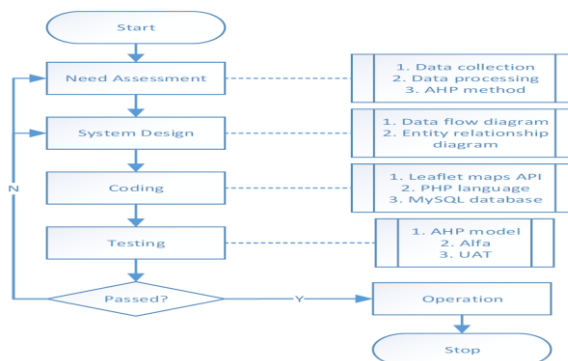 Start
Need Assessment
1. Data collection
2. Data processing
3. AHP method
System Design
1. Data flow diagram
2. Entity relationship
diagram
Coding
1. Leaflet maps API
2. PHP language
3. MySQL database
Testing
1. AHP model
2. Alfa
3. UAT
N
Passed?
Y
Operation
Stop